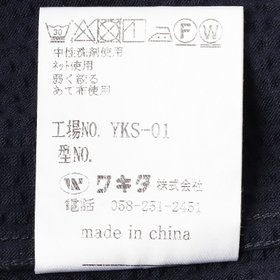 30 F W
中性洗剤使用
ネット使用
弱く絞る
あて布使用
工場NO. YKS-01
型NO.
W ワキタ株式会社
電話 058-251-2451
made in china